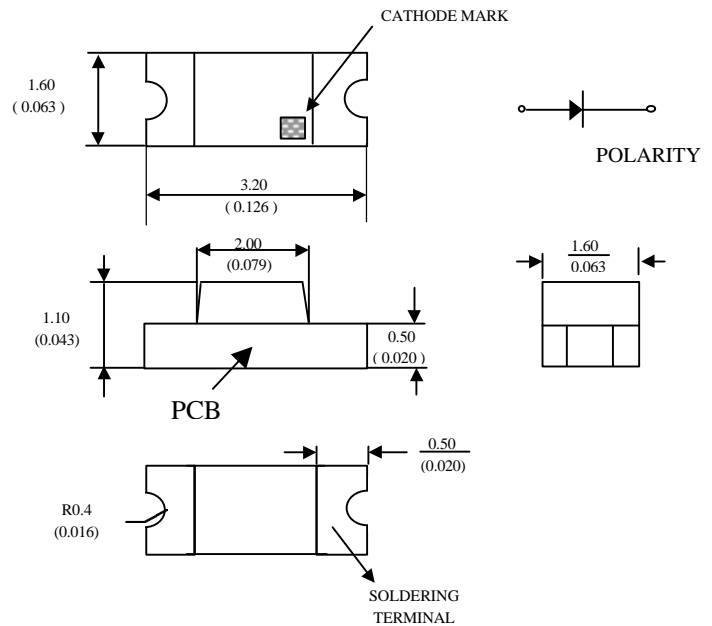 CATHODE MARK
1.60
( 0.063 )
POLARITY
3.20
( 0.126 )
2.00
(0.079)
1.60
0.063
1.10
(0.043)
0.50
( 0.020 )
PCB
0.50
(0.020)
R0.4
(0.016)
SOLDERING
TERMINAL